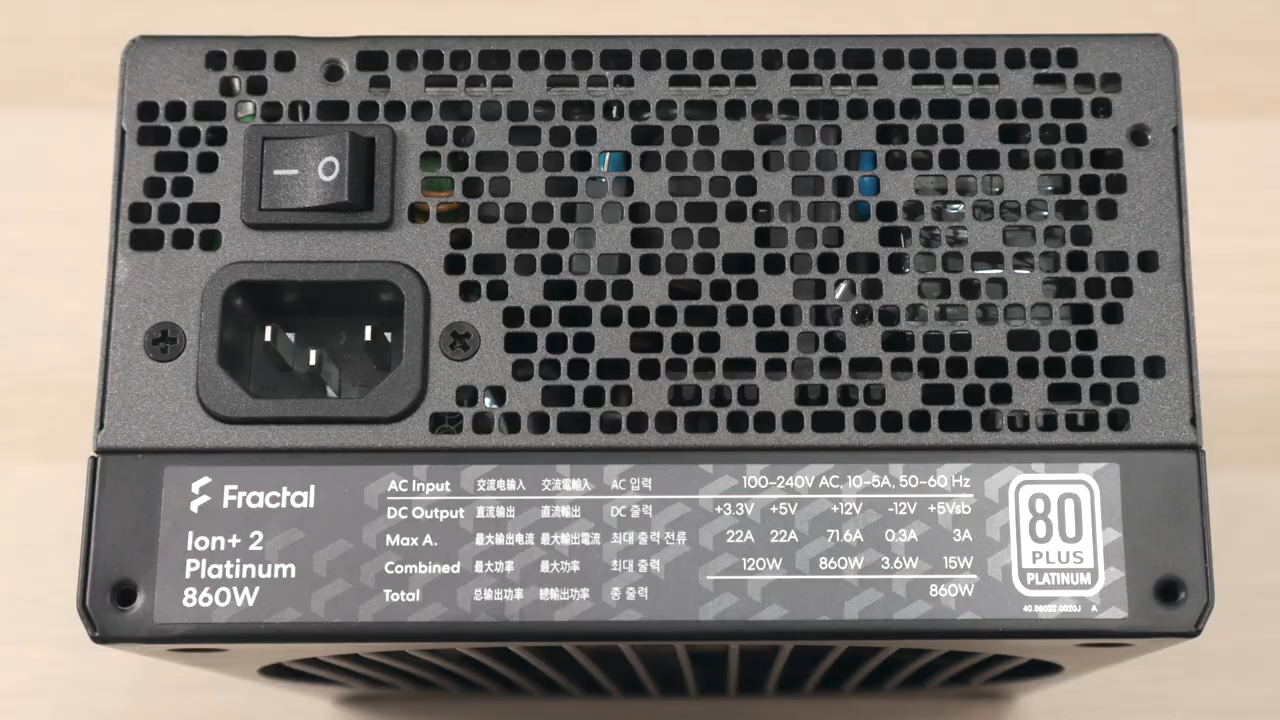 — O
Fractal
Ion+ 2
Platinum
860W
AC Input 交流电输入 交流電輸入 AC 입력 100-240V AC, 10-5A, 50-60 Hz
DC Output 直流输出 直流輸出 DC 출력 +3.3V +5V +12V -12V +5Vsb
Max A. 最大输出电流 最大輸出電流 최대 출력 전류 22A 22A 71.6A 0.3A 3A
Combined 最大功率 最大功率 최대 출력 120W 860W 3.6W 15W
Total 总输出功率 總輸出功率 총 출력 860W
80
PLUS
PLATINUM
40.86032.0020J A